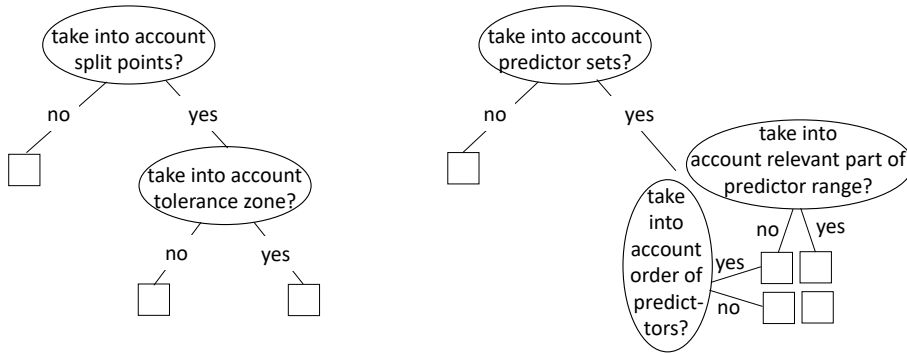 take into account
split points?
no
yes
take into account
tolerance zone?
no
yes
take into account
predictor sets?
no
yes
take into
account relevant part of
predictor range?
no
yes
take
into
account
order of
predict-
tors?
yes
no